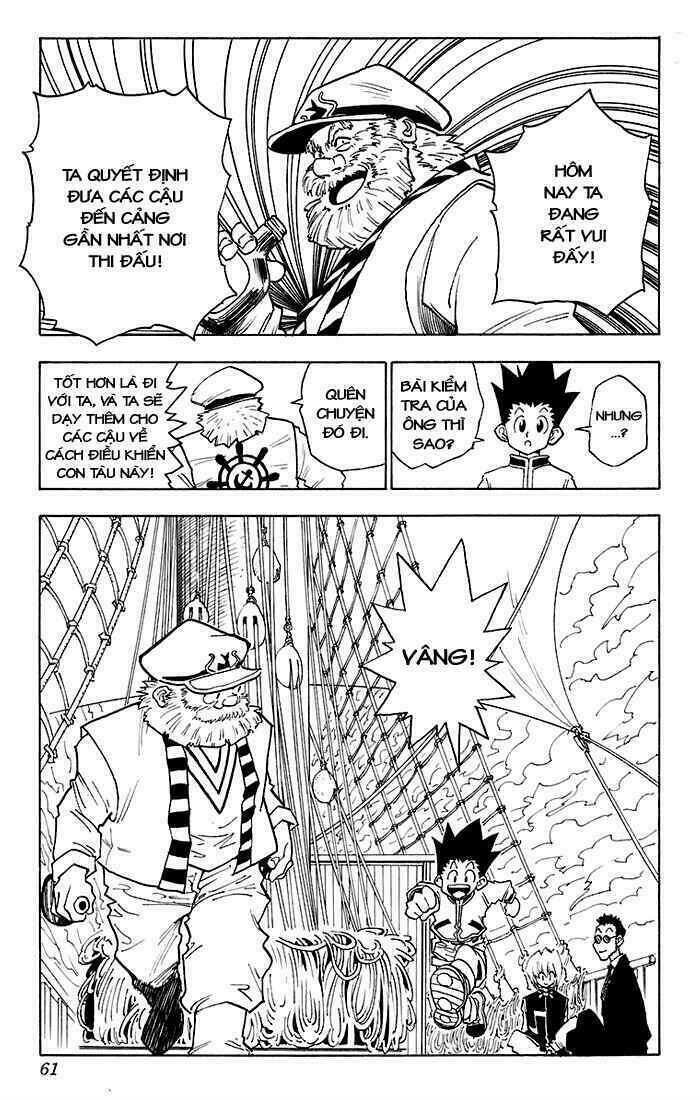 HÔM
NAY TA
ĐANG
RẤT VUI
ĐẤY!
TA QUYẾT ĐỊNH
ĐƯA CÁC CẬU
ĐẾN CẢNG
GẦN NHẤT NƠI
THI ĐẤU!
NHƯNG
...?
BÀI KIỂM
TRA CỦA
ÔNG THÌ
SAO?
QUÊN
CHUYỆN
ĐÓ ĐI.
TỐT HƠN LÀ ĐI
VỚI TA, VÀ TA SẼ
DẠY THÊM CHO
CÁC CẬU VỀ
CÁCH ĐIỀU KHIỂN
CON TÀU NÀY!
VÂNG!
61